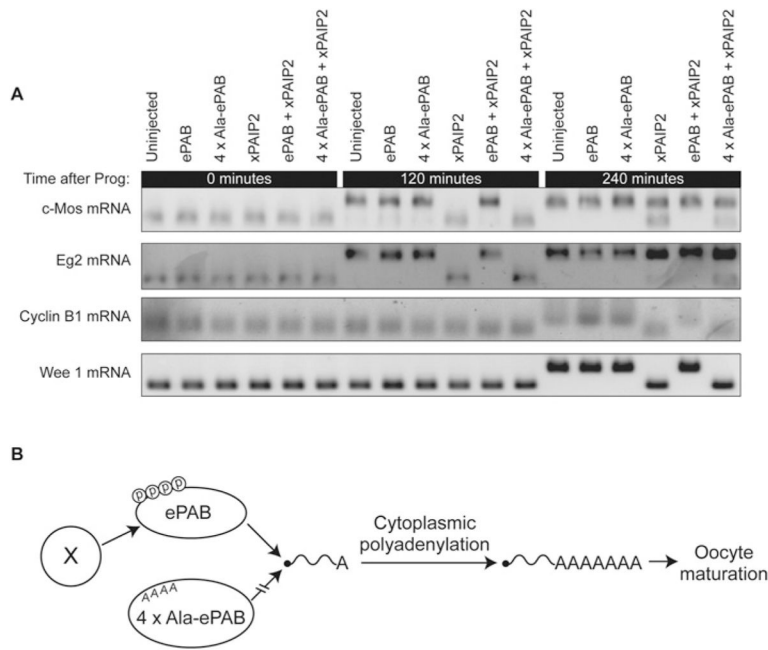 A
Uninjected
ePAB
4 x Ala-ePAB
xPAIP2
ePAB + xPAIP2
4 x Ala-ePAB + xPAIP2
Uninjected
ePAB
4 x Ala-ePAB
xPAIP2
ePAB + xPAIP2
4 x Ala-ePAB + xPAIP2
Uninjected
ePAB
4 x Ala-ePAB
xPAIP2
ePAB + xPAIP2
4 x Ala-ePAB + xPAIP2
Time after Prog: 0 minutes 120 minutes 240 minutes
c-Mos mRNA
Eg2 mRNA
Cyclin B1 mRNA
Wee 1 mRNA
B
X
p p p p
ePAB
AAAA
4 x Ala-ePAB
A
Cytoplasmic
polyadenylation
AAAAAAA
Oocyte
maturation